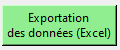 Exportation
des données (Excel)